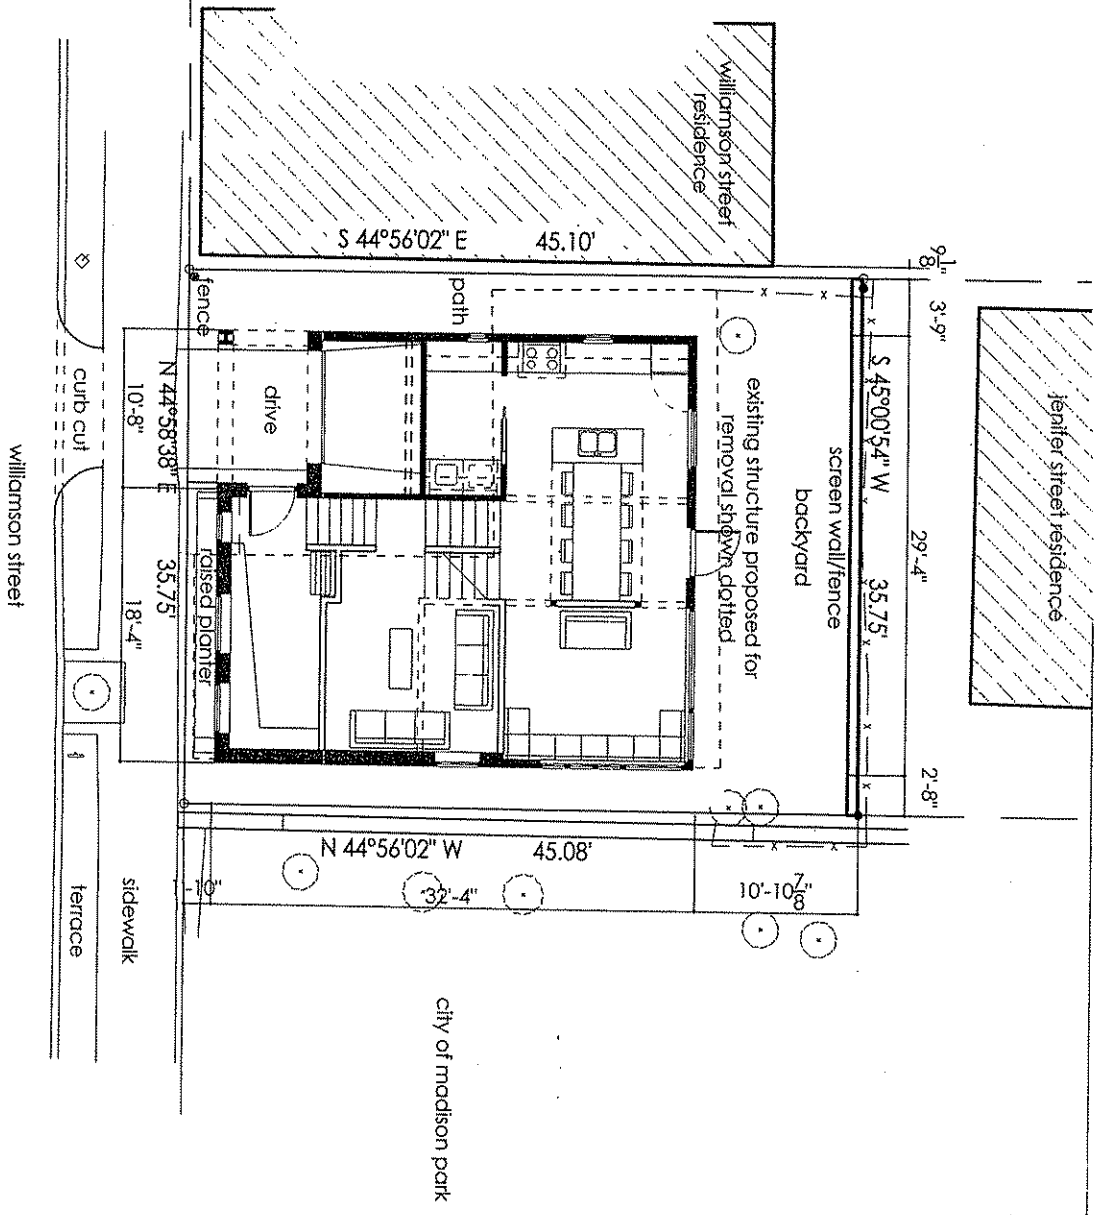 williamson street
residence
S 44°56'02" E
45.10'
9 1/8"
3'-9"
jenifer street residence
fence
path
S 45°00'54" W
35.75'
29'-4"
screen wall/fence
backyard
existing structure proposed for
removal shown dotted
drive
N 44°58'38" E
35.75'
10'-8"
18'-4"
curb cut
raised planter
williamson street
2'-8"
N 44°56'02" W
45.08'
-10"
32'-4"
10'-10 7/8"
sidewalk
terrace
city of madison park